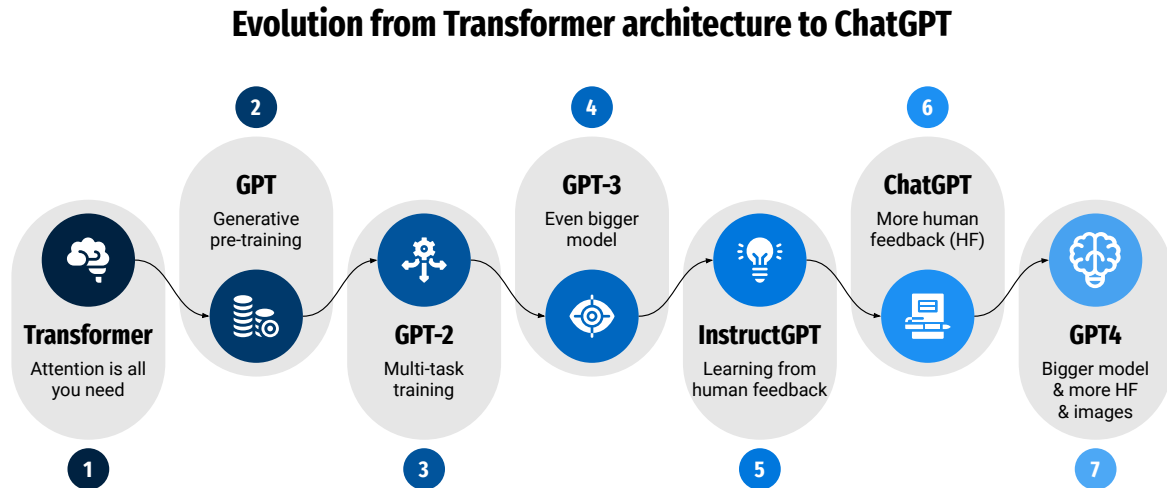 Evolution from Transformer architecture to ChatGPT
1
Transformer
Attention is all
you need
2
GPT
Generative
pre-training
3
GPT-2
Multi-task
training
4
GPT-3
Even bigger
model
5
InstructGPT
Learning from
human feedback
6
ChatGPT
More human
feedback (HF)
7
GPT4
Bigger model
& more HF
& images